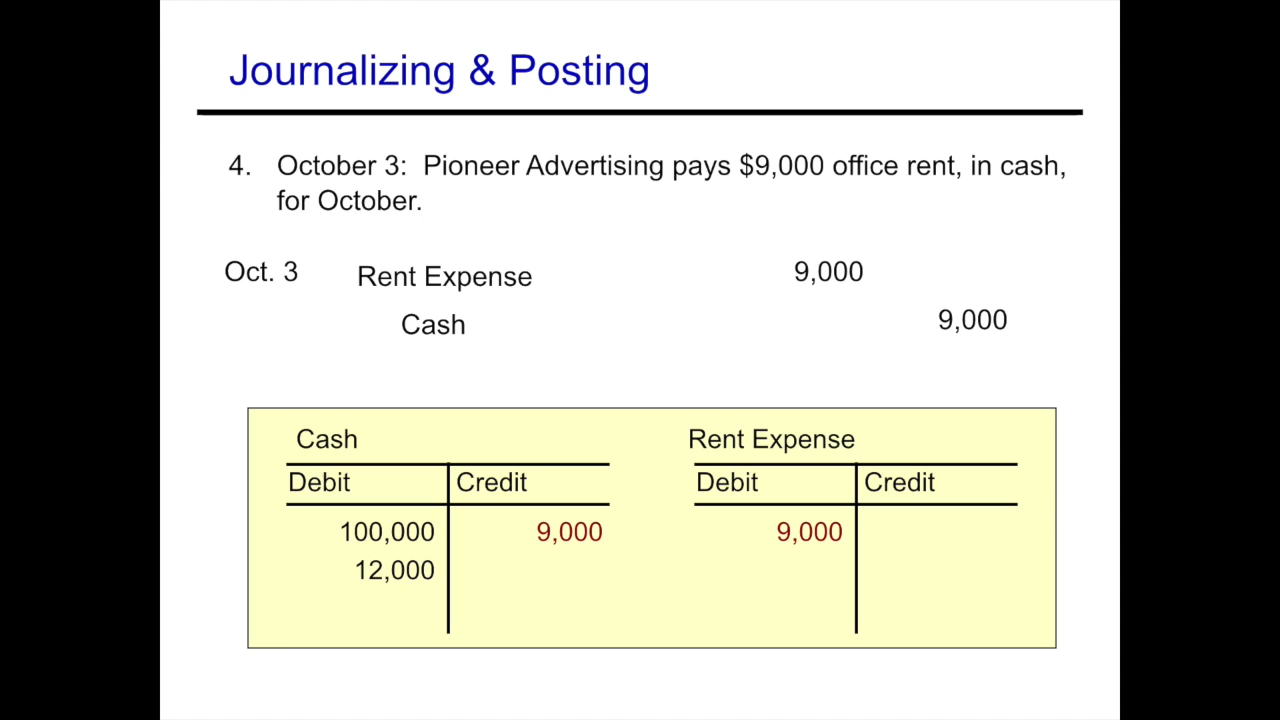 Journalizing & Posting
4. October 3: Pioneer Advertising pays $9,000 office rent, in cash,
for October.
Oct. 3 Rent Expense 9,000
Cash 9,000
Cash Rent Expense
Debit Credit Debit Credit
100,000 9,000 9,000
12,000